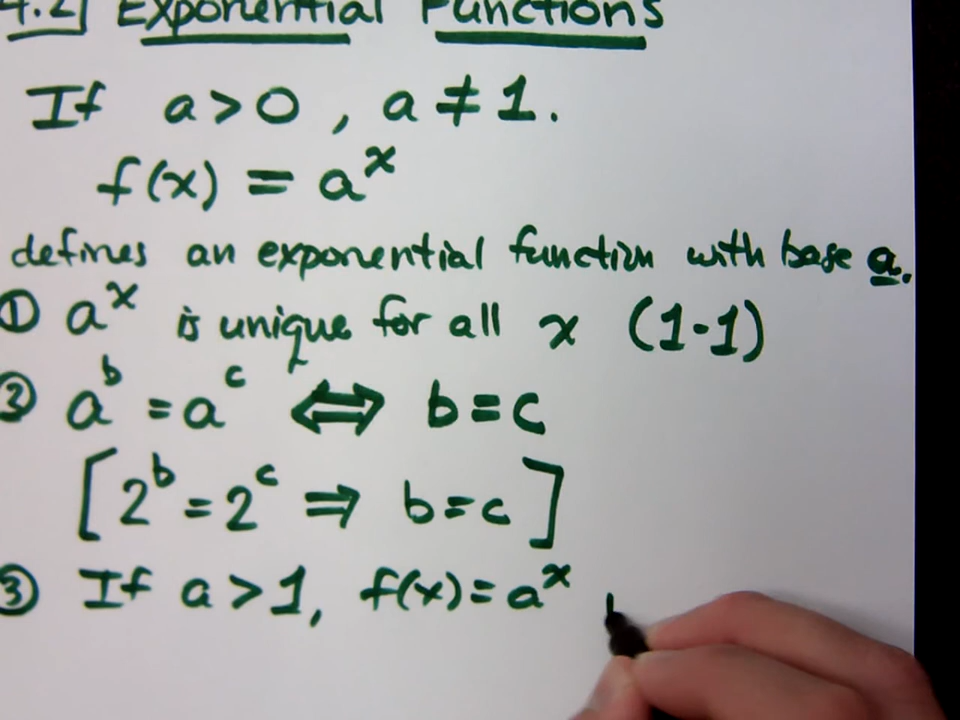 4.2 Exponential Functions
If a > 0, a ≠ 1.
f(x) = a^x
defines an exponential function with base a.
① a^x is unique for all x (1-1)
② a^b = a^c ⟺ b = c
[2^b = 2^c ⇒ b = c]
③ If a > 1, f(x) = a^x